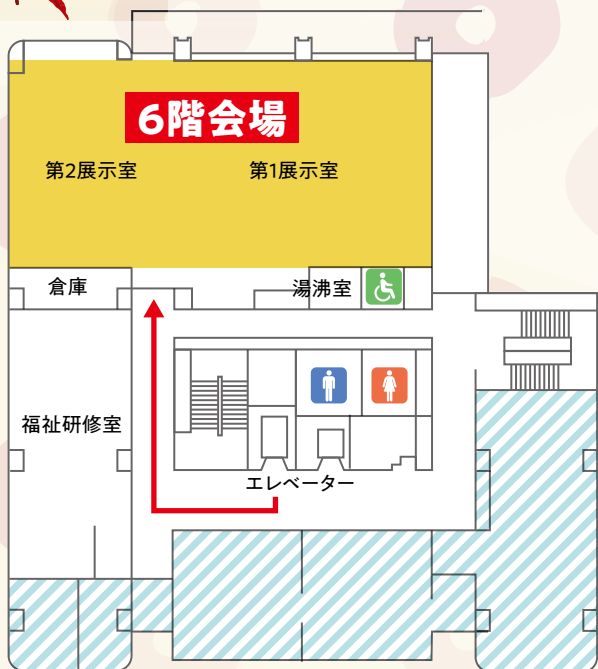 6階会場
第2展示室
第1展示室
倉庫
湯沸室
福祉研修室
エレベーター